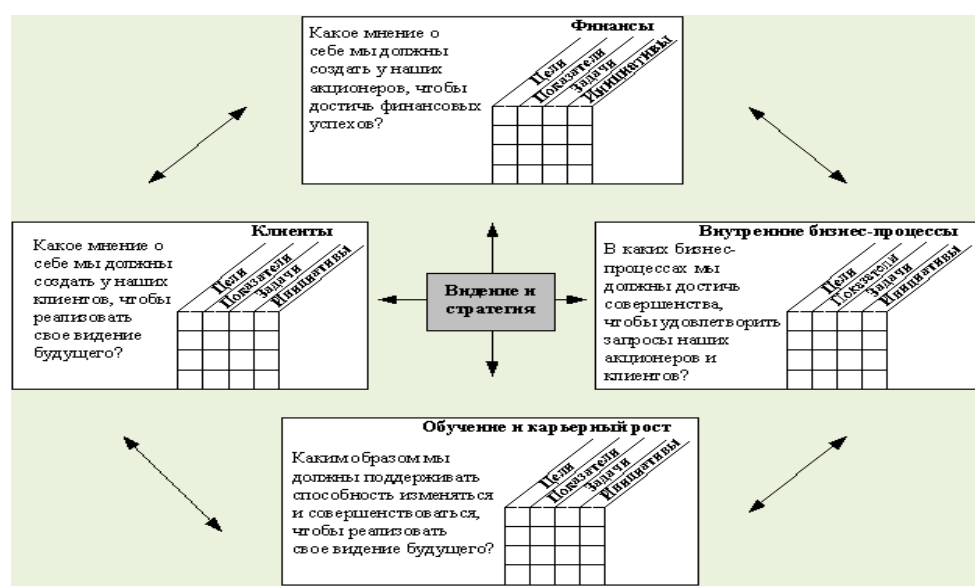 Финансы
Какое мнение о
себе мы должны
создать у наших
акционеров, чтобы
достичь финансовых
успехов?
Цели
Показатели
Задачи
Инициативы
Клиенты
Какое мнение о
себе мы должны
создать у наших
клиентов, чтобы
реализовать
свое видение
будущего?
Цели
Показатели
Задачи
Инициативы
Видение и
стратегия
Внутренние бизнес-процессы
В каких бизнес-
процессах мы
должны достичь
совершенства,
чтобы удовлетворить
запросы наших
акционеров и
клиентов?
Цели
Показатели
Задачи
Инициативы
Обучение и карьерный рост
Каким образом мы
должны поддерживать
способность изменяться
и совершенствоваться,
чтобы реализовать
свое видение будущего?
Цели
Показатели
Задачи
Инициативы